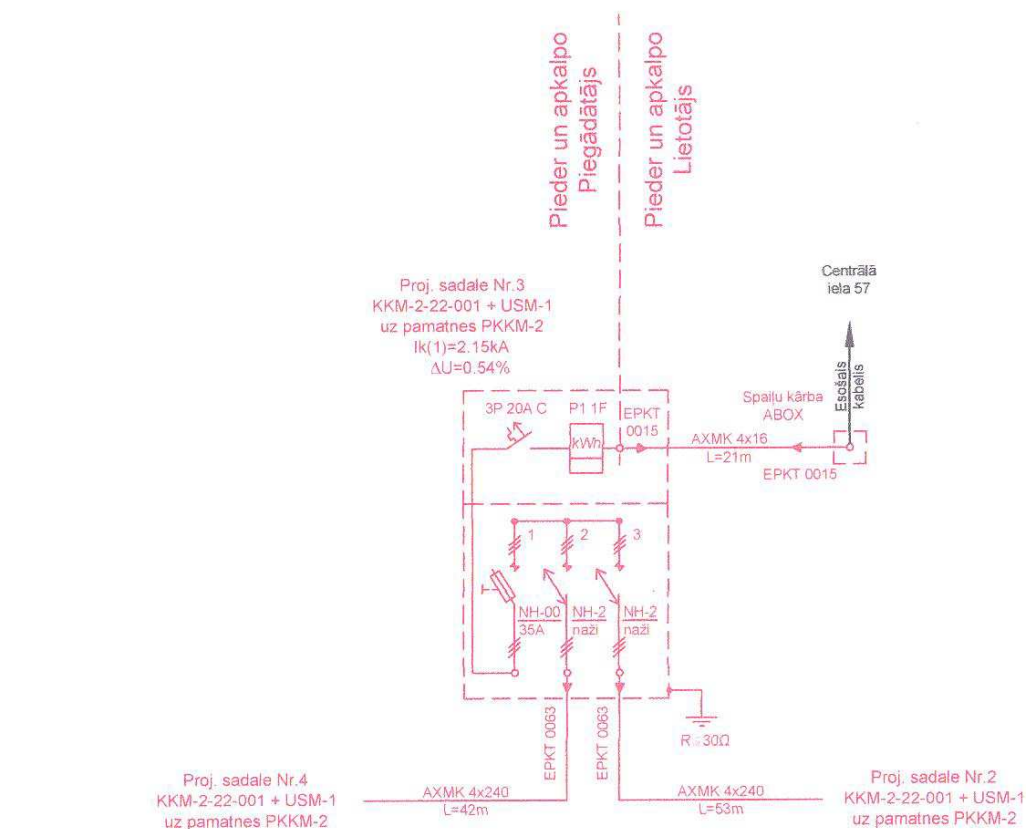 Pieder un apkalpo
Piegādātājs
Pieder un apkalpo
Lietotājs
Proj. sadale Nr.3
KKM-2-22-001 + USM-1
uz pamatnes PKKM-2
Ik(1)=2.15kA
ΔU=0.54%
Centrālā
iela 57
Esošais
kabelis
Spaiļu kārba
ABOX
3P 20A C
P1 1F
EPKT
0015
kWh
AXMK 4x16
L=21m
EPKT 0015
1
2
3
NH-00
35A
NH-2
naži
NH-2
naži
EPKT 0063
EPKT 0063
R 30Ω
Proj. sadale Nr.4
KKM-2-22-001 + USM-1
uz pamatnes PKKM-2
AXMK 4x240
L=42m
AXMK 4x240
L=53m
Proj. sadale Nr.2
KKM-2-22-001 + USM-1
uz pamatnes PKKM-2